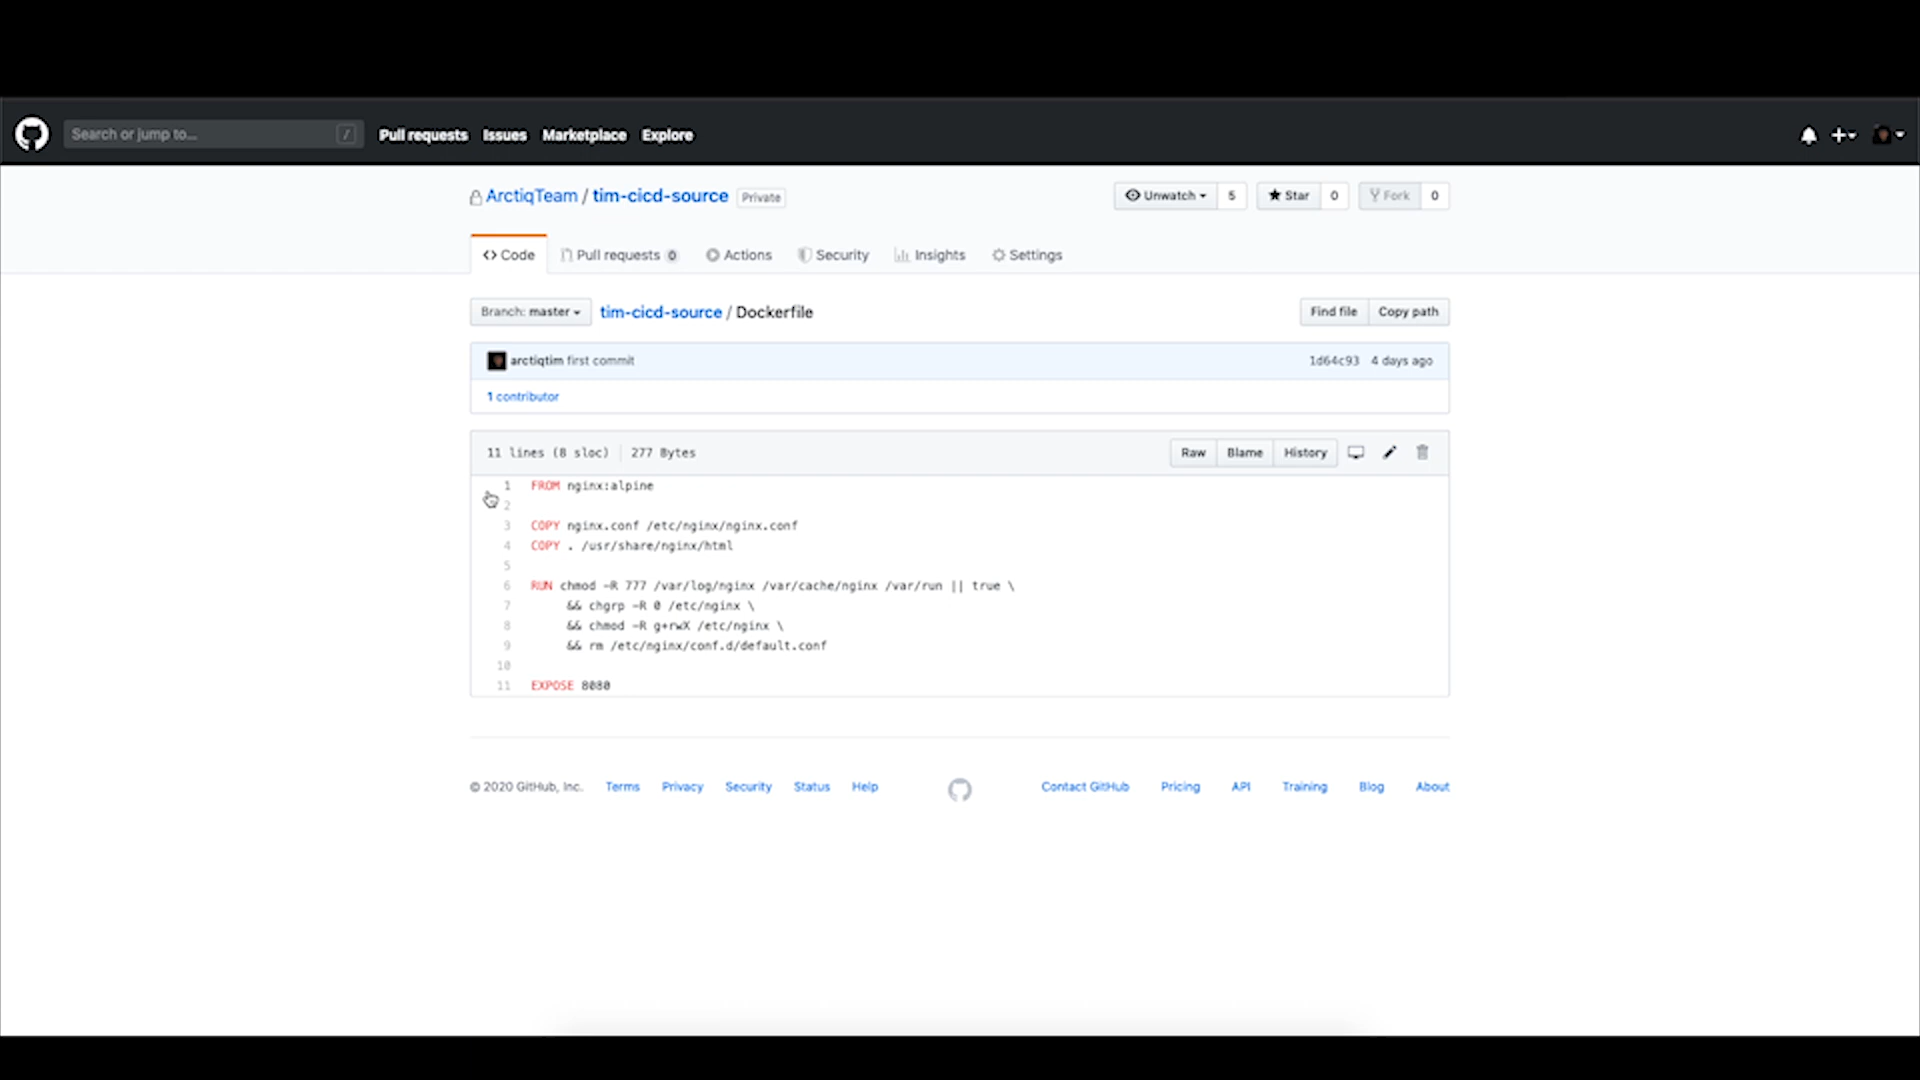 Search or jump to... /
Pull requests Issues Marketplace Explore
ArctiqTeam / tim-cicd-source Private
Unwatch 5 Star 0 Fork 0
Code Pull requests 0 Actions Security Insights Settings
Branch: master tim-cicd-source / Dockerfile
Find file Copy path
arctiqtim first commit 1d64c93 4 days ago
1 contributor
11 lines (8 sloc) 277 Bytes
Raw Blame History
1 FROM nginx:alpine
2
3 COPY nginx.conf /etc/nginx/nginx.conf
4 COPY . /usr/share/nginx/html
5
6 RUN chmod -R 777 /var/log/nginx /var/cache/nginx /var/run || true \
7 && chgrp -R 0 /etc/nginx \
8 && chmod -R g+rwX /etc/nginx \
9 && rm /etc/nginx/conf.d/default.conf
10
11 EXPOSE 8080
© 2020 GitHub, Inc. Terms Privacy Security Status Help Contact GitHub Pricing API Training Blog About